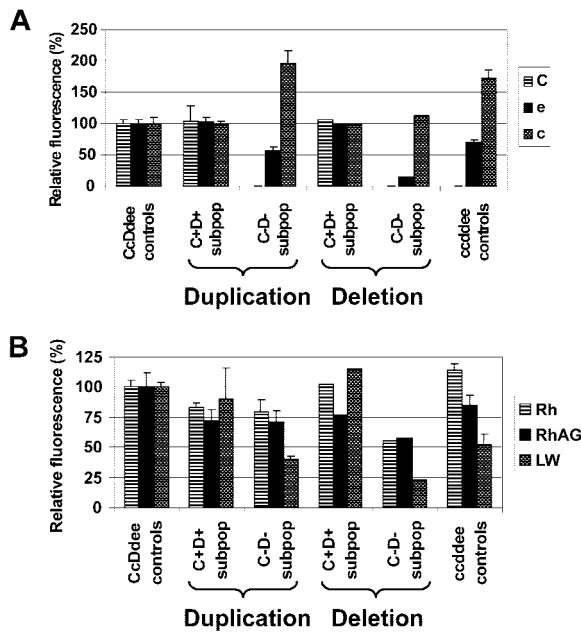 A
Relative fluorescence (%)
250
200
150
100
50
0
C
e
c
CcDdee
controls
C+D+
subpop
C-D-
subpop
C+D+
subpop
C-D-
subpop
ccddee
controls
Duplication
Deletion
B
Relative fluorescence (%)
125
100
75
50
25
0
Rh
RhAG
LW
CcDdee
controls
C+D+
subpop
C-D-
subpop
C+D+
subpop
C-D-
subpop
ccddee
controls
Duplication
Deletion